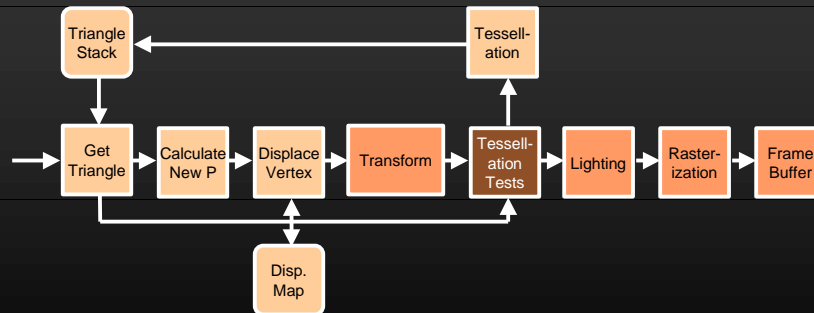 Triangle
Stack
Tessell-
ation
Get
Triangle
Calculate
New P
Displace
Vertex
Transform
Tessell-
ation
Tests
Lighting
Raster-
ization
Frame
Buffer
Disp.
Map